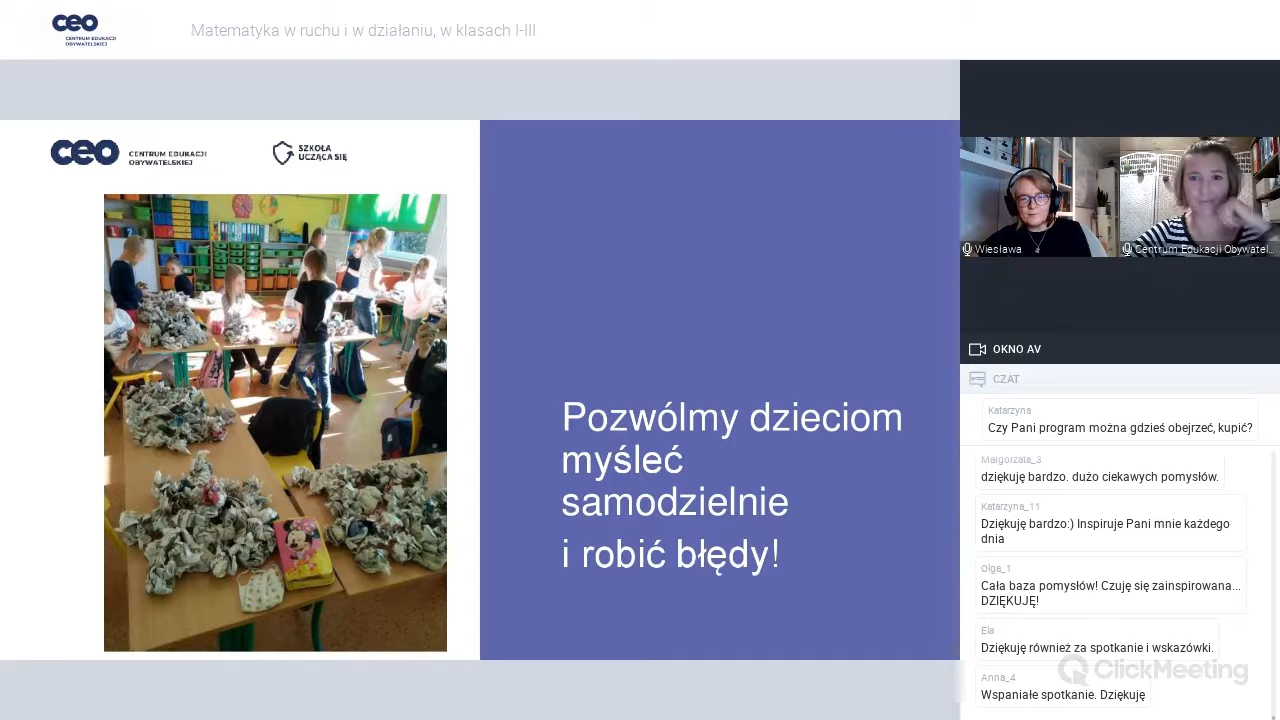 ceo
CENTRUM EDUKACJI
OBYWATELSKIEJ
Matematyka w ruchu i w działaniu, w klasach I-III
ceo
CENTRUM EDUKACJI
OBYWATELSKIEJ
SZKOŁA
UCZĄCA SIĘ
Pozwólmy dzieciom
myśleć
samodzielnie
i robić błędy!
Wiesława
Centrum Edukacji Obywatel...
OKNO AV
CZAT
Katarzyna
Czy Pani program można gdzieś obejrzeć, kupić?
Małgorzata_3
dziękuję bardzo. dużo ciekawych pomysłów.
Katarzyna_11
Dziękuję bardzo:) Inspiruje Pani mnie każdego
dnia
Olga_1
Cała baza pomysłów! Czuję się zainspirowana...
DZIĘKUJĘ!
Ela
Dziękuję również za spotkanie i wskazówki.
ClickMeeting
Anna_4
Wspaniałe spotkanie. Dziękuję